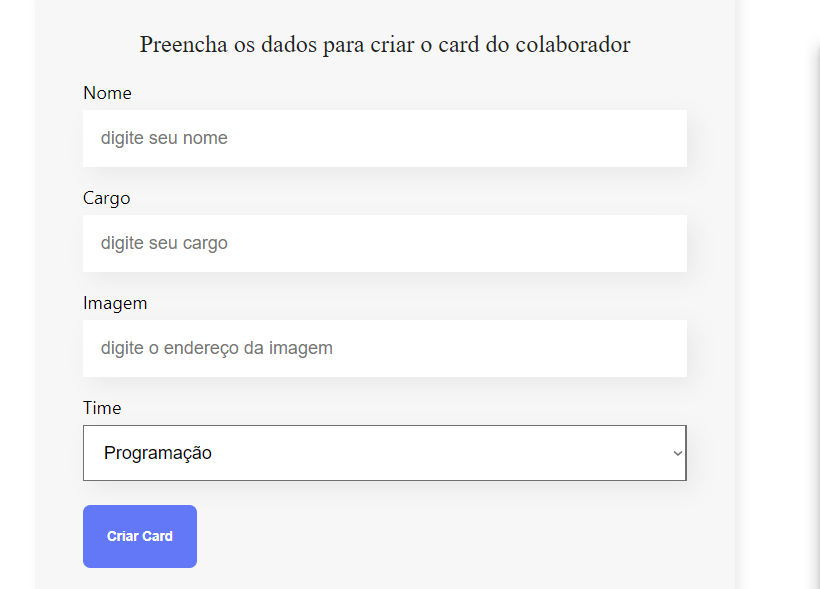 Preencha os dados para criar o card do colaborador
Nome
digite seu nome
Cargo
digite seu cargo
Imagem
digite o endereço da imagem
Time
Programação
Criar Card